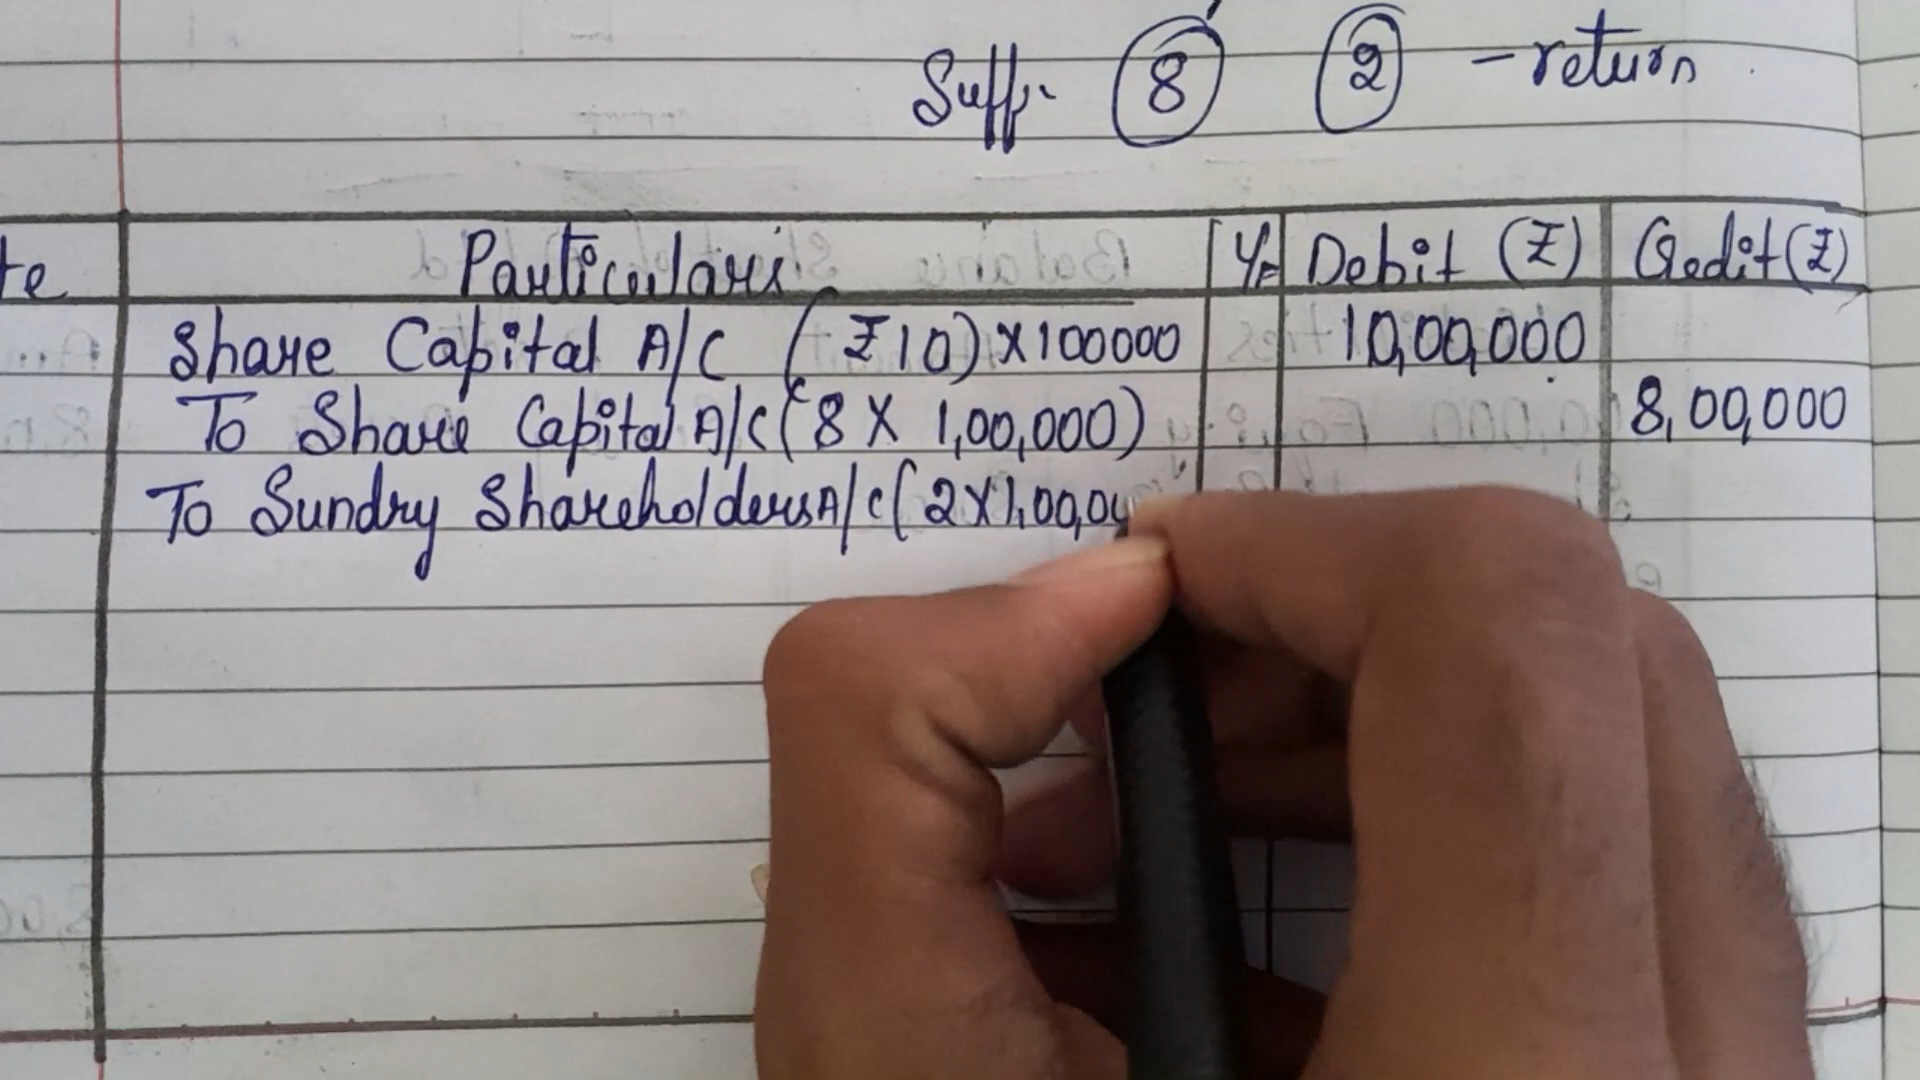 Suff:- 8 2 - return
te Particulars L/F Debit (₹) Credit (₹)
Share Capital A/C (₹10) × 100000 10,00,000
To Share Capital A/C (8 × 1,00,000) 8,00,000
To Sundry Shareholders A/C (2×1,00,00